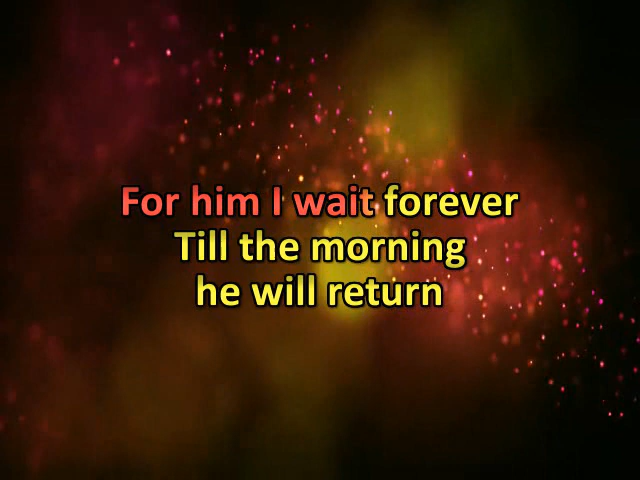 For him I wait forever
Till the morning
he will return